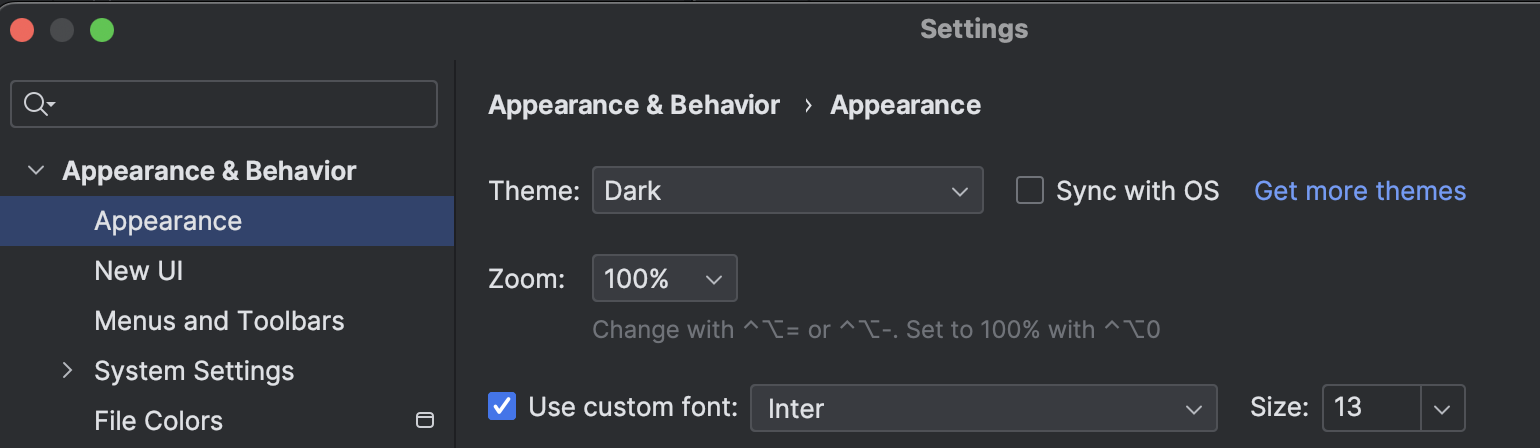 Settings
Appearance & Behavior › Appearance
Appearance & Behavior
Appearance
New UI
Menus and Toolbars
System Settings
File Colors
Theme: Dark Sync with OS Get more themes
Zoom: 100%
Change with ⌃⌥= or ⌃⌥-. Set to 100% with ⌃⌥0
Use custom font: Inter Size: 13